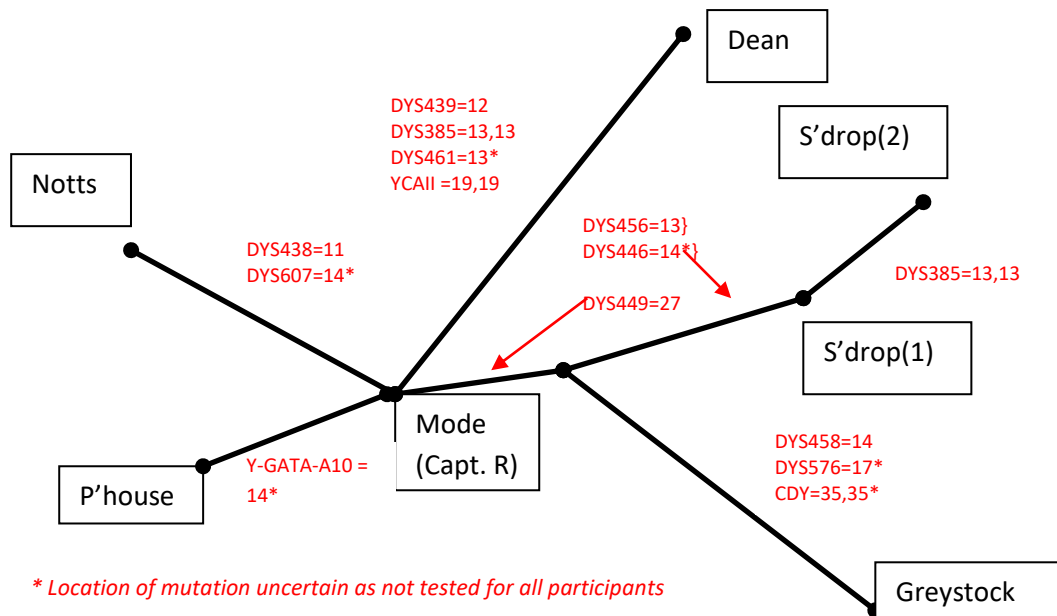 Dean
DYS439=12
DYS385=13,13
DYS461=13*
YCAII =19,19
S'drop(2)
Notts
DYS438=11
DYS607=14*
DYS456=13}
DYS446=14*}
DYS449=27
DYS385=13,13
S'drop(1)
Mode
(Capt. R)
P'house
Y-GATA-A10 =
14*
DYS458=14
DYS576=17*
CDY=35,35*
* Location of mutation uncertain as not tested for all participants
Greystock